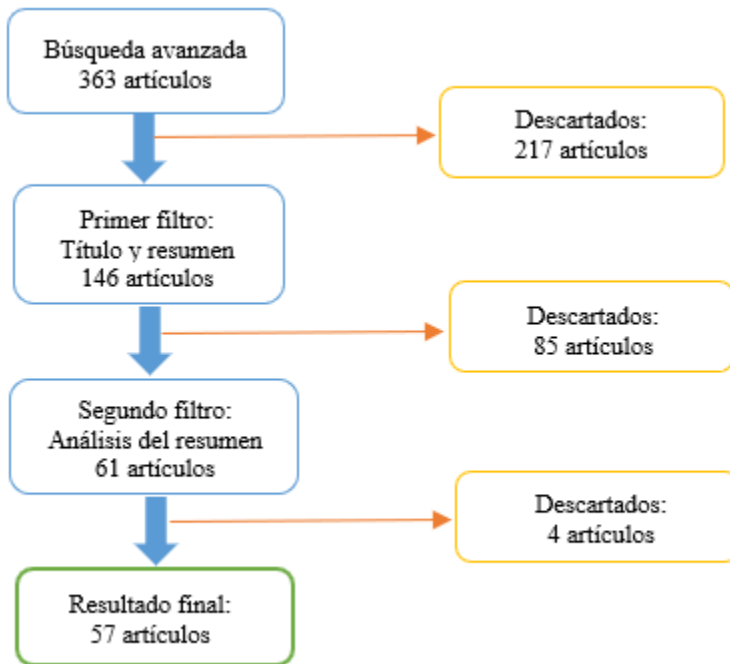 Búsqueda avanzada
363 artículos
Descartados:
217 artículos
Primer filtro:
Título y resumen
146 artículos
Descartados:
85 artículos
Segundo filtro:
Análisis del resumen
61 artículos
Descartados:
4 artículos
Resultado final:
57 artículos